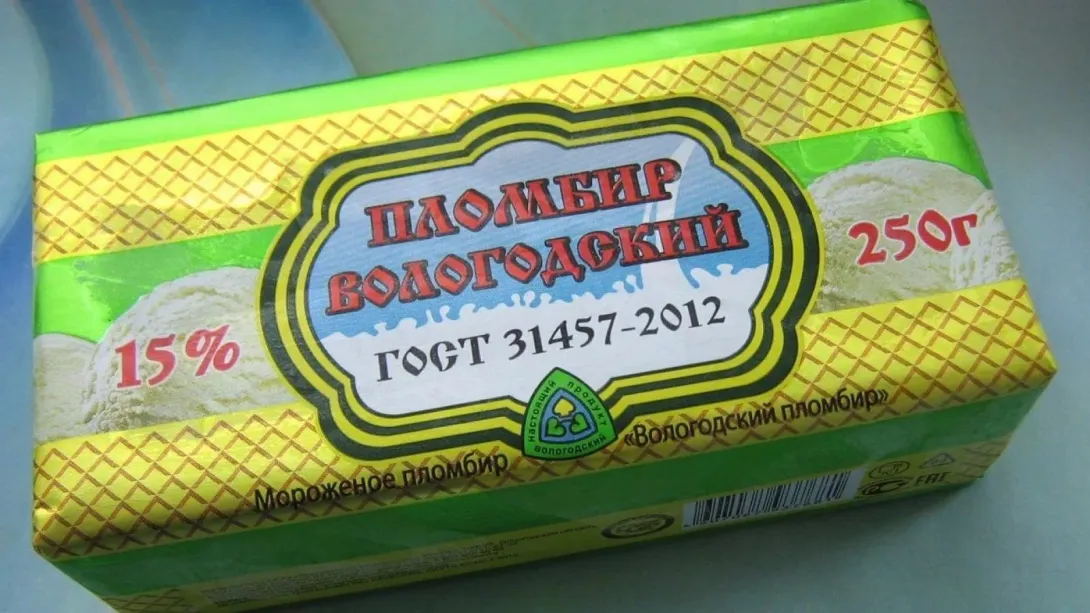 ПЛОМБИР
ВОЛОГОДСКИЙ
ГОСТ 31457-2012
15%
250г
НАСТОЯЩИЙ ПРОДУКТ
ВОЛОГОДСКИЙ
Мороженое пломбир «Вологодский пломбир»
EAC